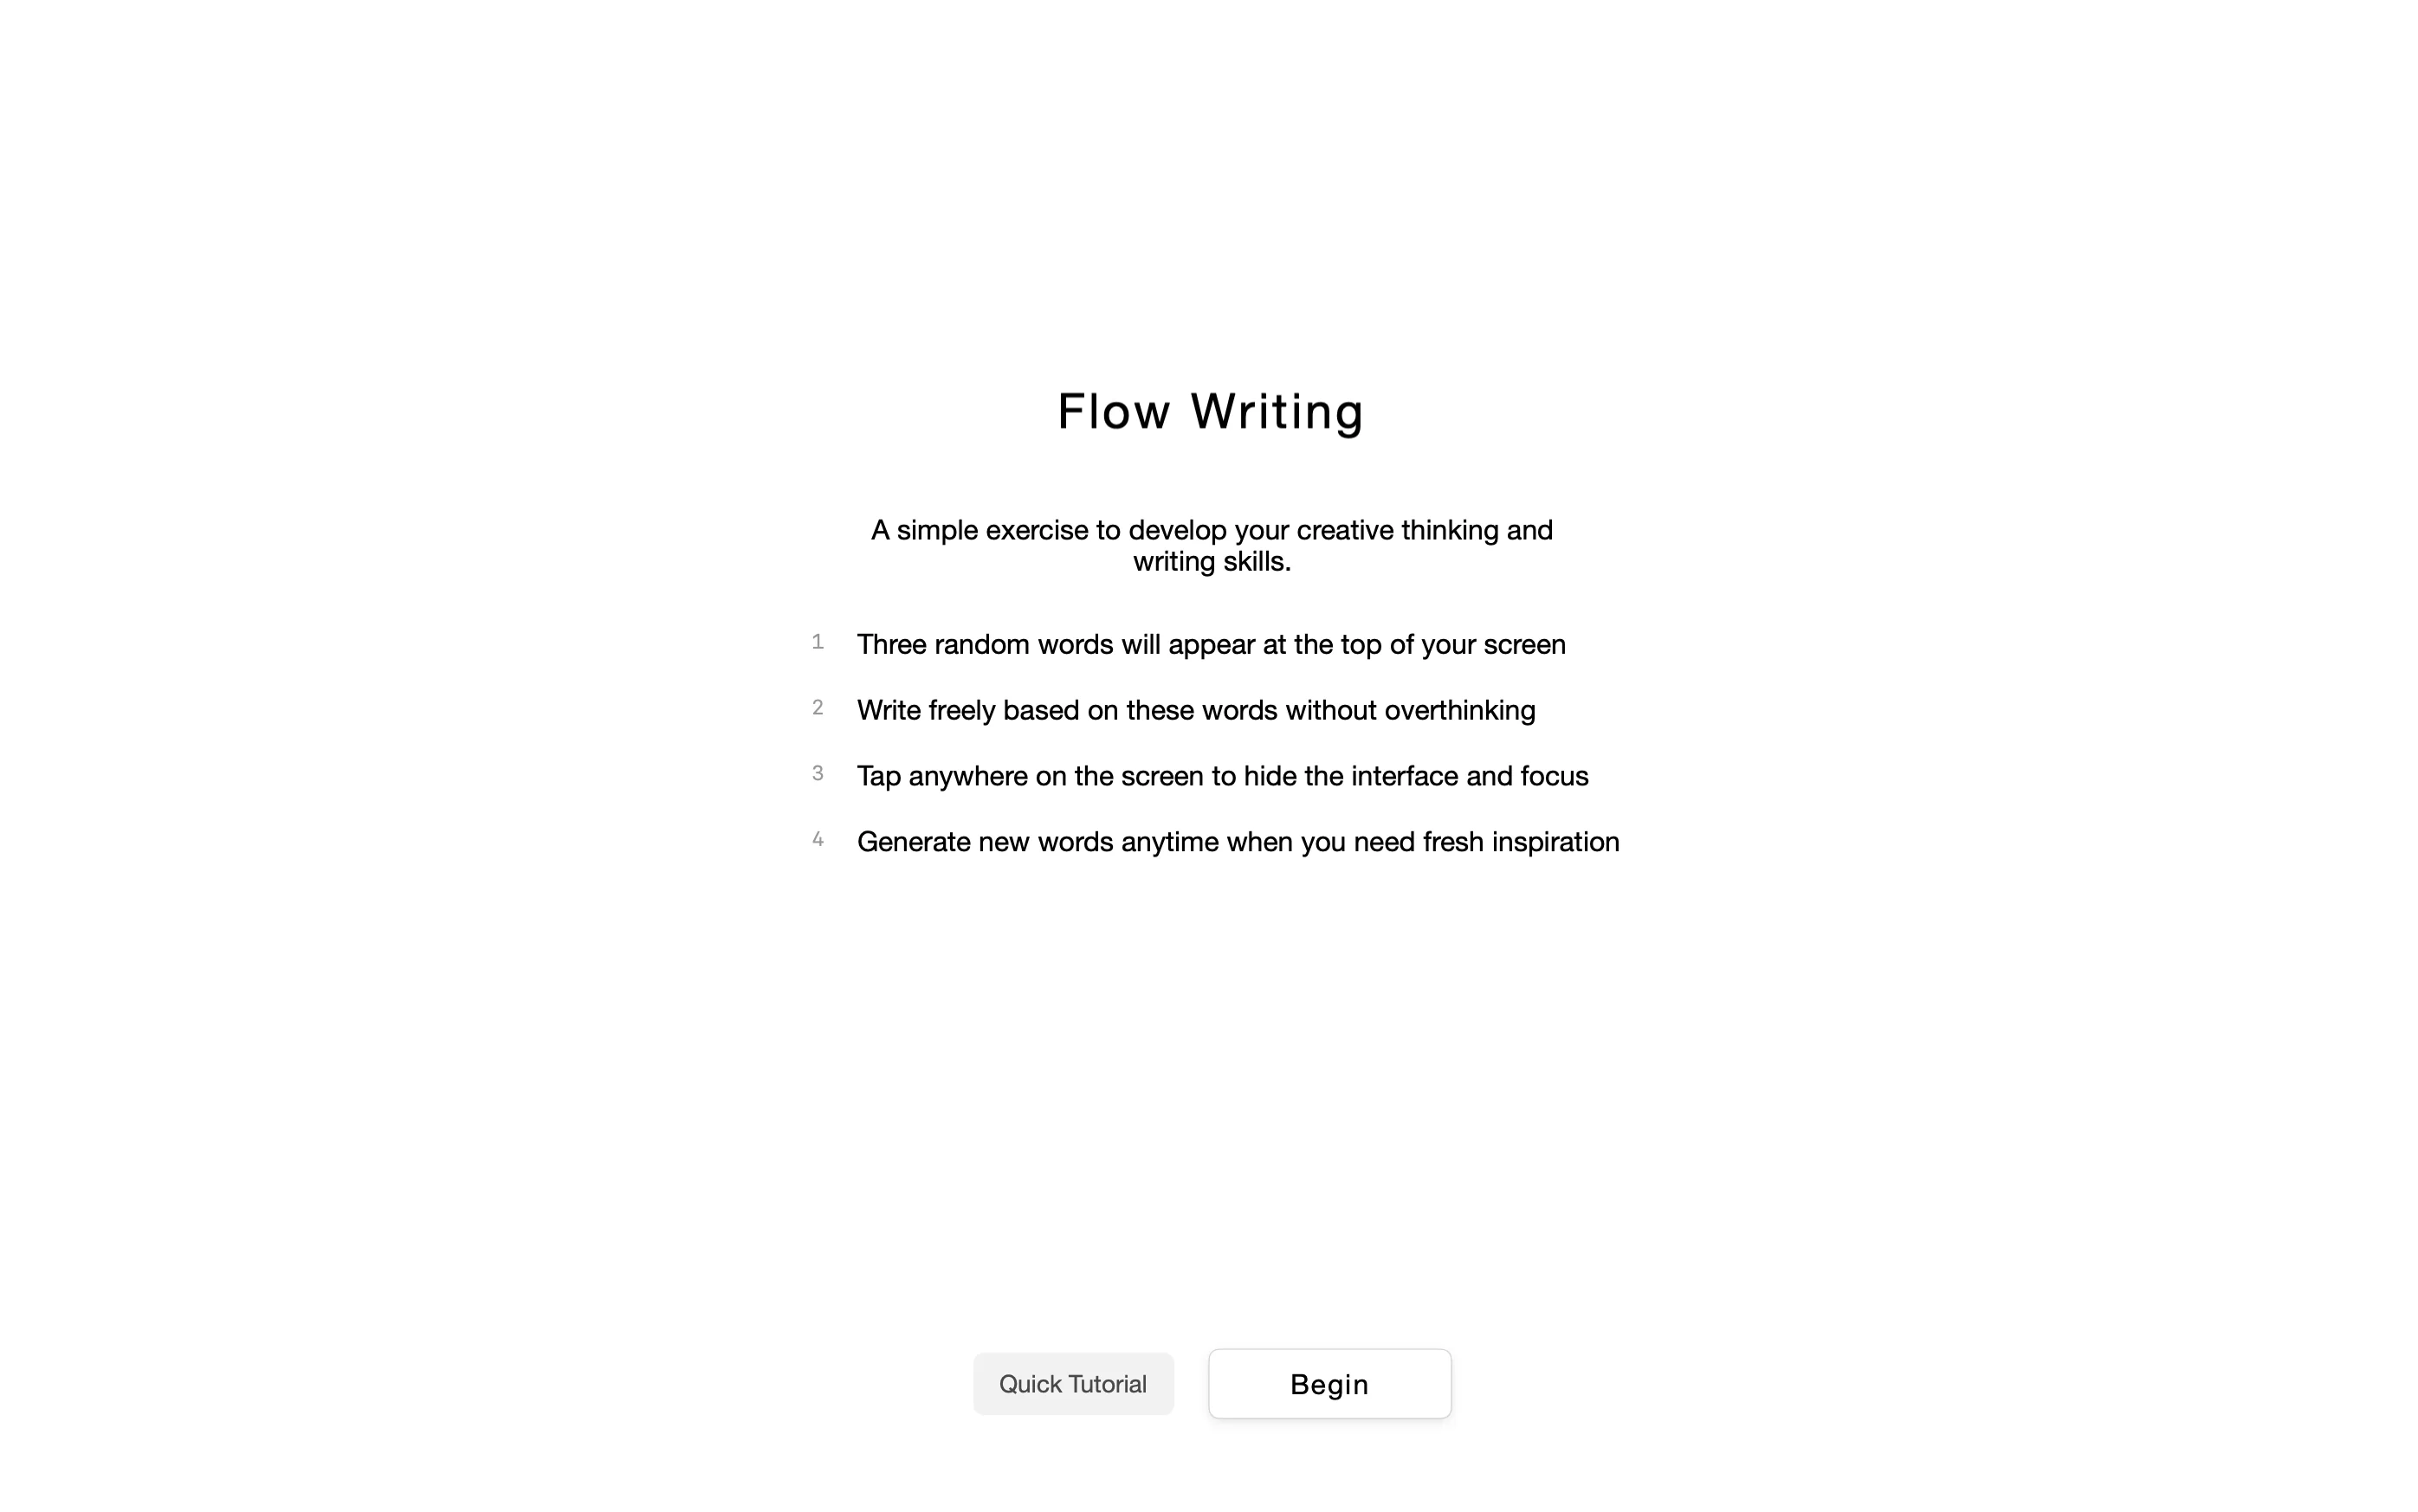 Flow Writing
A simple exercise to develop your creative thinking and
writing skills.
1 Three random words will appear at the top of your screen
2 Write freely based on these words without overthinking
3 Tap anywhere on the screen to hide the interface and focus
4 Generate new words anytime when you need fresh inspiration
Quick Tutorial Begin